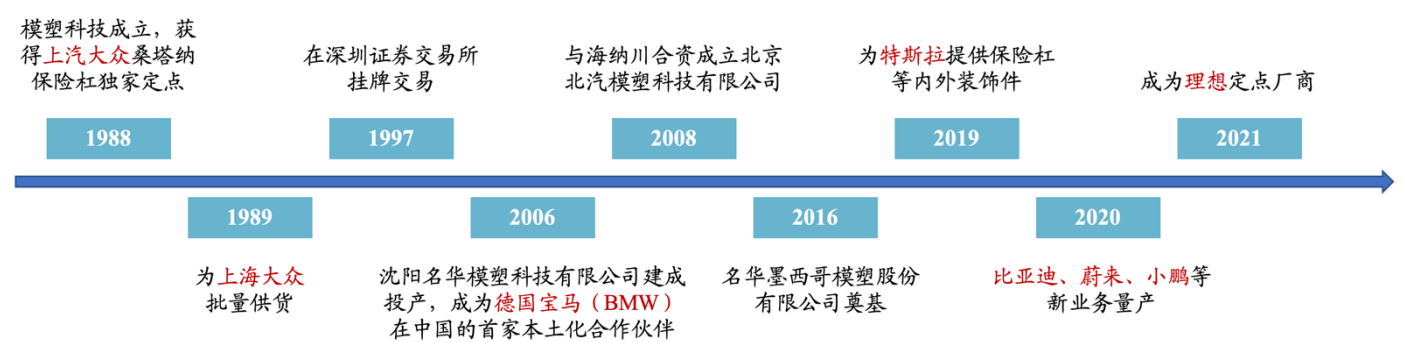 模塑科技成立，获
得上汽大众桑塔纳
保险杠独家定点
1988
为上海大众
批量供货
1989
在深圳证券交易所
挂牌交易
1997
沈阳名华模塑科技有限公司建成
投产，成为德国宝马（BMW）
在中国的首家本土化合作伙伴
2006
与海纳川合资成立北京
北汽模塑科技有限公司
2008
名华墨西哥模塑股份
有限公司奠基
2016
为特斯拉提供保险杠
等内外装饰件
2019
比亚迪、蔚来、小鹏等
新业务量产
2020
成为理想定点厂商
2021